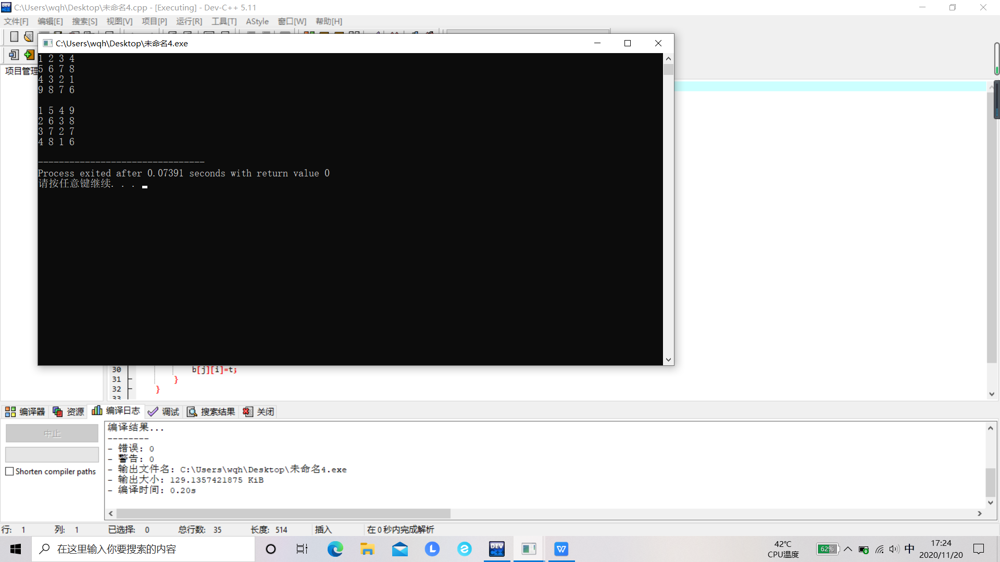 C:\Users\wqh\Desktop\未命名4.cpp - [Executing] - Dev-C++ 5.11
文件[F] 编辑[E] 搜索[S] 视图[V] 项目[P] 运行[R] 工具[T] AStyle 窗口[W] 帮助[H]
C:\Users\wqh\Desktop\未命名4.exe
项目管理
1 2 3 4
5 6 7 8
4 3 2 1
9 8 7 6
1 5 4 9
2 6 3 8
3 7 2 7
4 8 1 6
--------------------------------
Process exited after 0.07391 seconds with return value 0
请按任意键继续. . .
30 b[j][i]=t;
31 }
32 }
33
编译器 资源 编译日志 调试 搜索结果 关闭
中止
Shorten compiler paths
编译结果...
--------
- 错误: 0
- 警告: 0
- 输出文件名: C:\Users\wqh\Desktop\未命名4.exe
- 输出大小: 129.1357421875 KiB
- 编译时间: 0.20s
行: 1 列: 1 已选择: 0 总行数: 35 长度: 514 插入 在 0 秒内完成解析
在这里输入你要搜索的内容
DEV C++
42℃
CPU温度
62%
中
17:24
2020/11/20